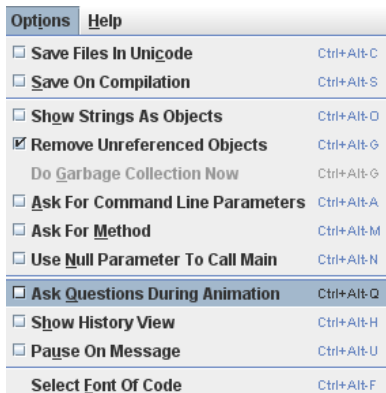 Options Help
Save Files In Unicode Ctrl+Alt-C
Save On Compilation Ctrl+Alt-S
Show Strings As Objects Ctrl+Alt-O
Remove Unreferenced Objects Ctrl+Alt-G
Do Garbage Collection Now Ctrl+Alt-G
Ask For Command Line Parameters Ctrl+Alt-A
Ask For Method Ctrl+Alt-M
Use Null Parameter To Call Main Ctrl+Alt-N
Ask Questions During Animation Ctrl+Alt-Q
Show History View Ctrl+Alt-H
Pause On Message Ctrl+Alt-U
Select Font Of Code Ctrl+Alt-F